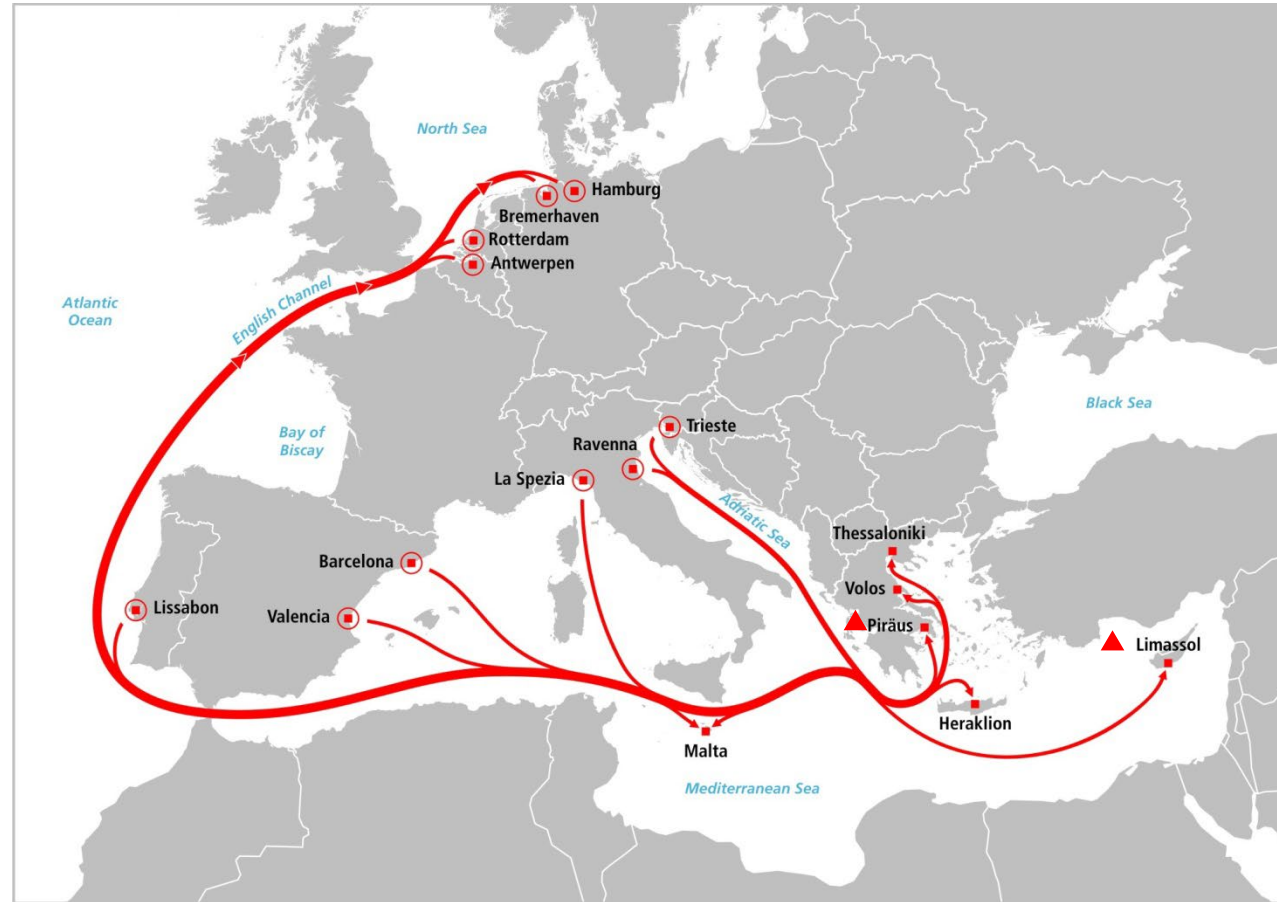 North Sea
Hamburg
Bremerhaven
Rotterdam
Antwerpen
English Channel
Atlantic
Ocean
Bay of
Biscay
Black Sea
Trieste
Ravenna
La Spezia
Adriatic Sea
Thessaloniki
Barcelona
Volos
Lissabon
Valencia
Piräus
Limassol
Heraklion
Malta
Mediterranean Sea